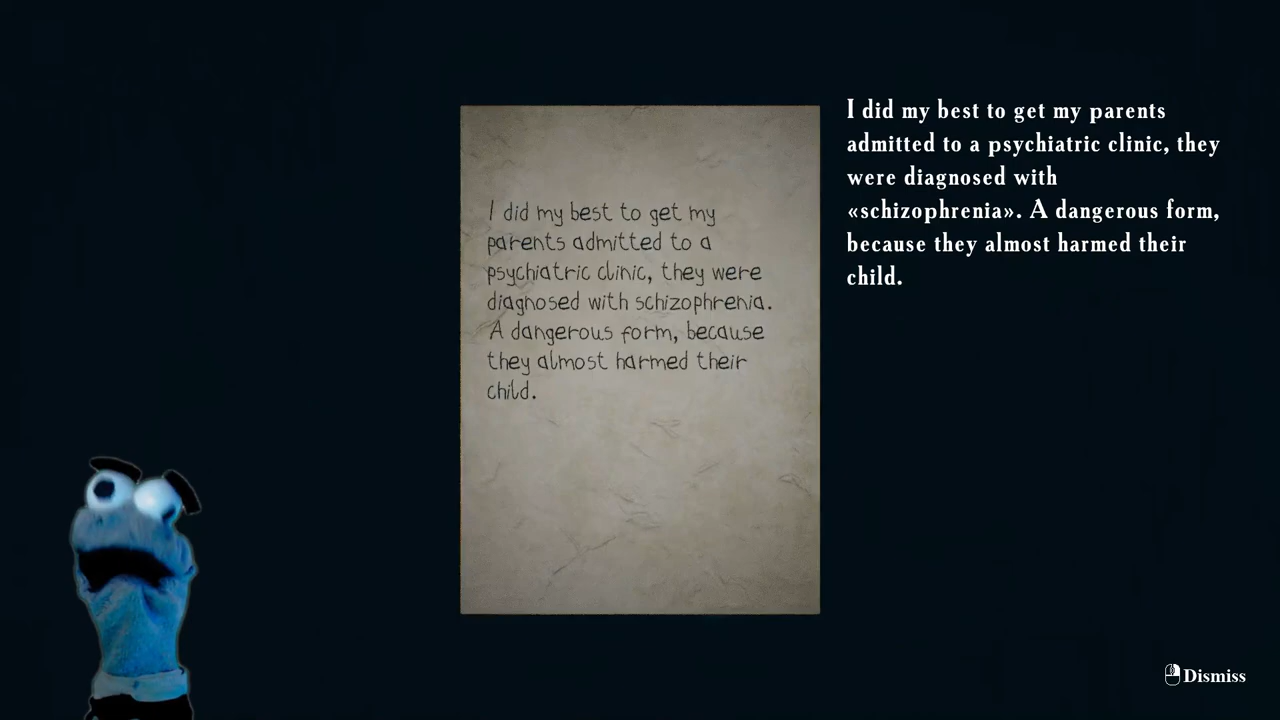 I did my best to get my
parents admitted to a
psychiatric clinic, they were
diagnosed with schizophrenia.
A dangerous form, because
they almost harmed their
child.
I did my best to get my parents
admitted to a psychiatric clinic, they
were diagnosed with
«schizophrenia». A dangerous form,
because they almost harmed their
child.
Dismiss